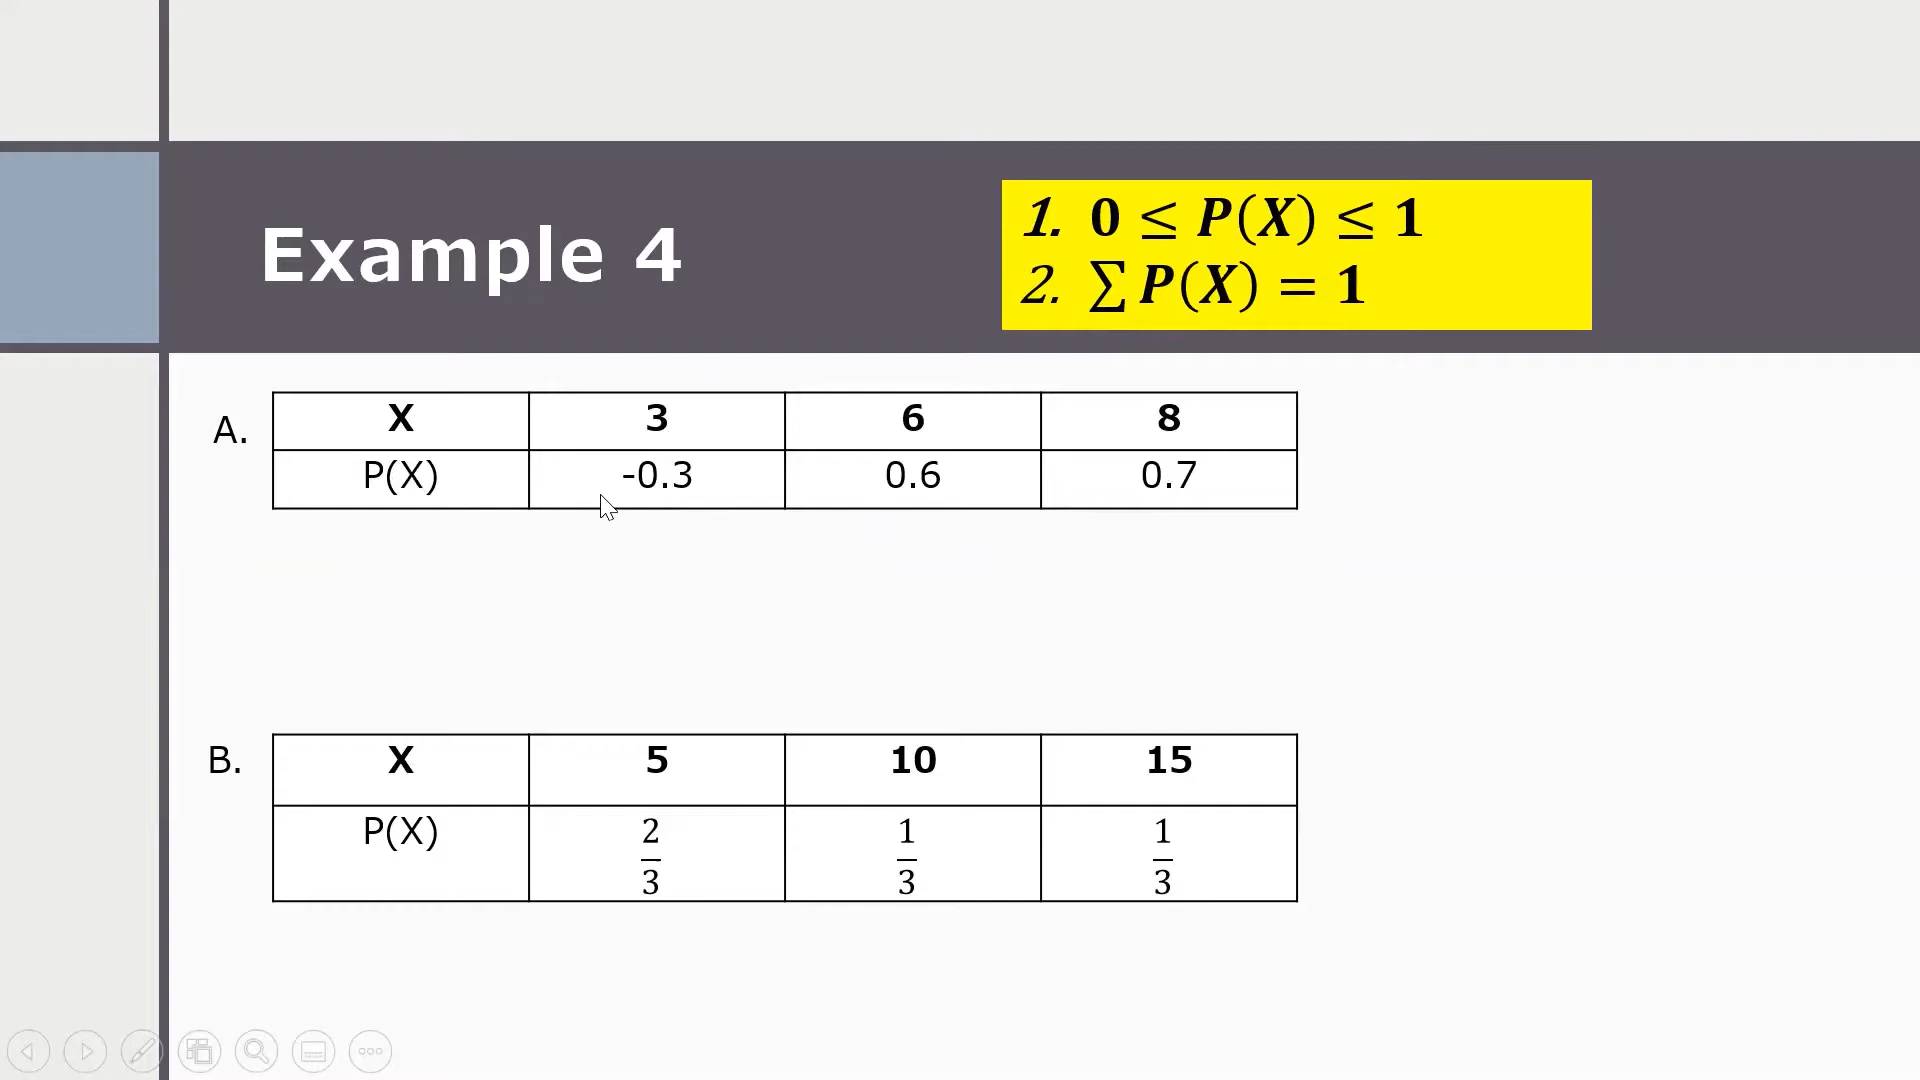 Example 4
1. 0 ≤ P(X) ≤ 1
2. ∑ P(X) = 1
A.
X 3 6 8
P(X) -0.3 0.6 0.7
B.
X 5 10 15
P(X) 2/3 1/3 1/3